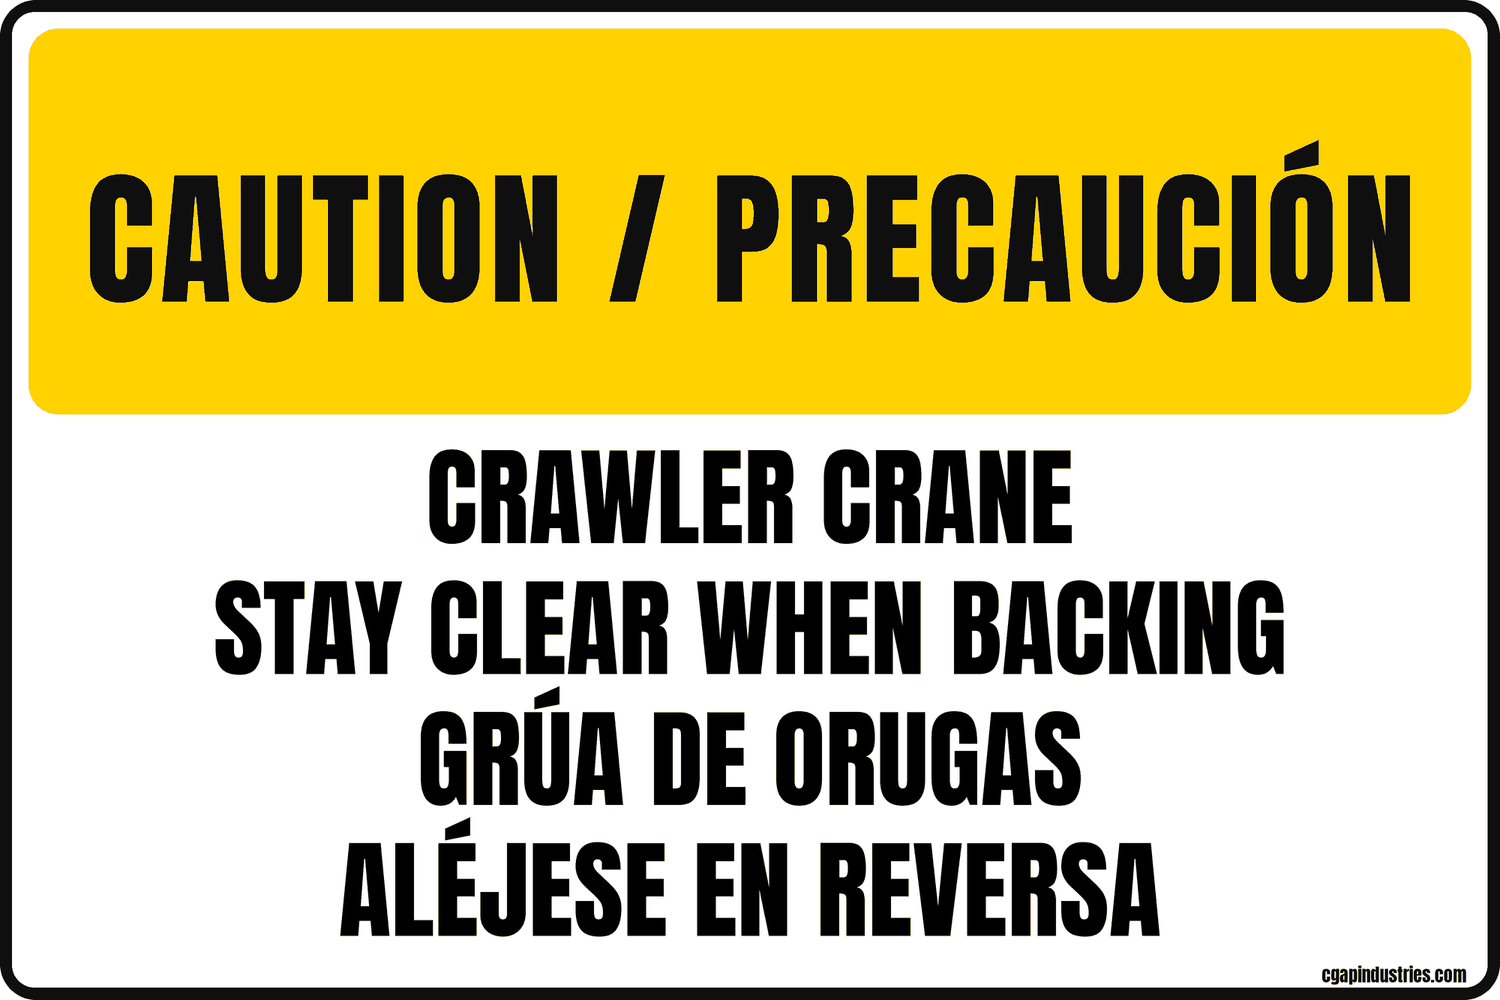 CAUTION / PRECAUCIÓN
CRAWLER CRANE
STAY CLEAR WHEN BACKING
GRÚA DE ORUGAS
ALÉJESE EN REVERSA
cgapindustries.com